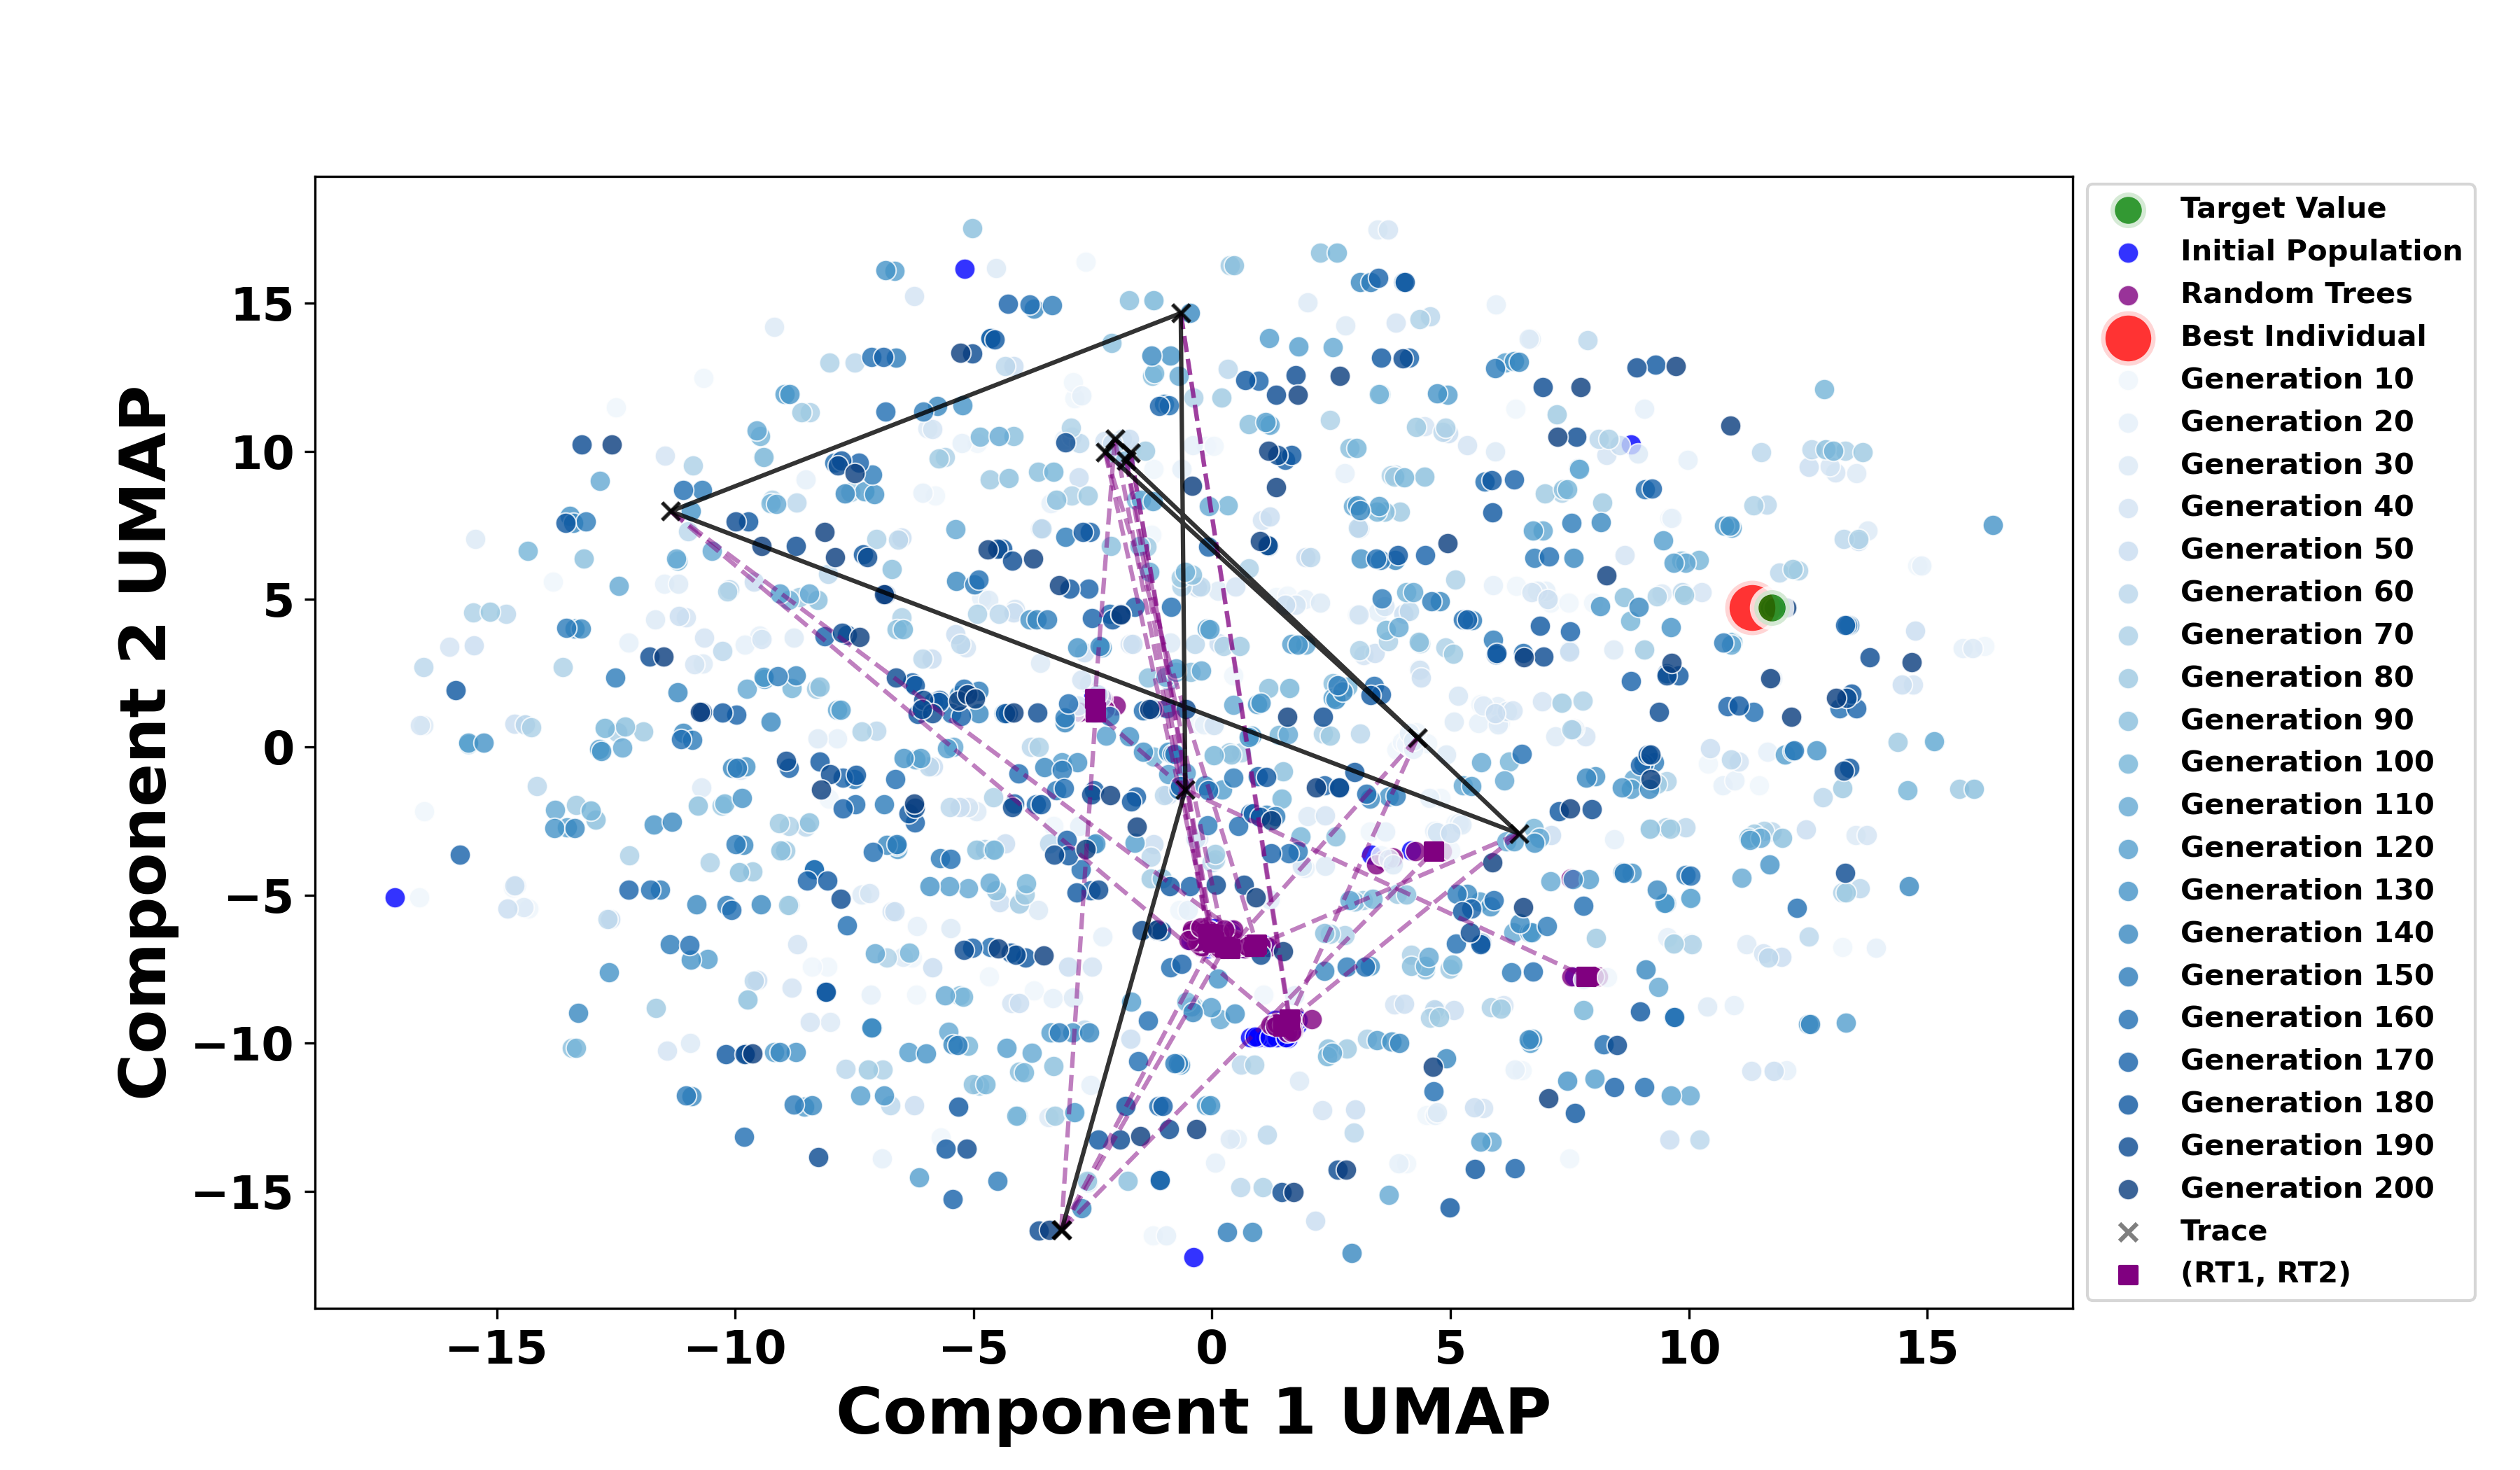 Component 2 UMAP
15
10
5
0
−5
−10
−15
−15
−10
−5
0
5
10
15
Component 1 UMAP
Target Value
Initial Population
Random Trees
Best Individual
Generation 10
Generation 20
Generation 30
Generation 40
Generation 50
Generation 60
Generation 70
Generation 80
Generation 90
Generation 100
Generation 110
Generation 120
Generation 130
Generation 140
Generation 150
Generation 160
Generation 170
Generation 180
Generation 190
Generation 200
Trace
(RT1, RT2)